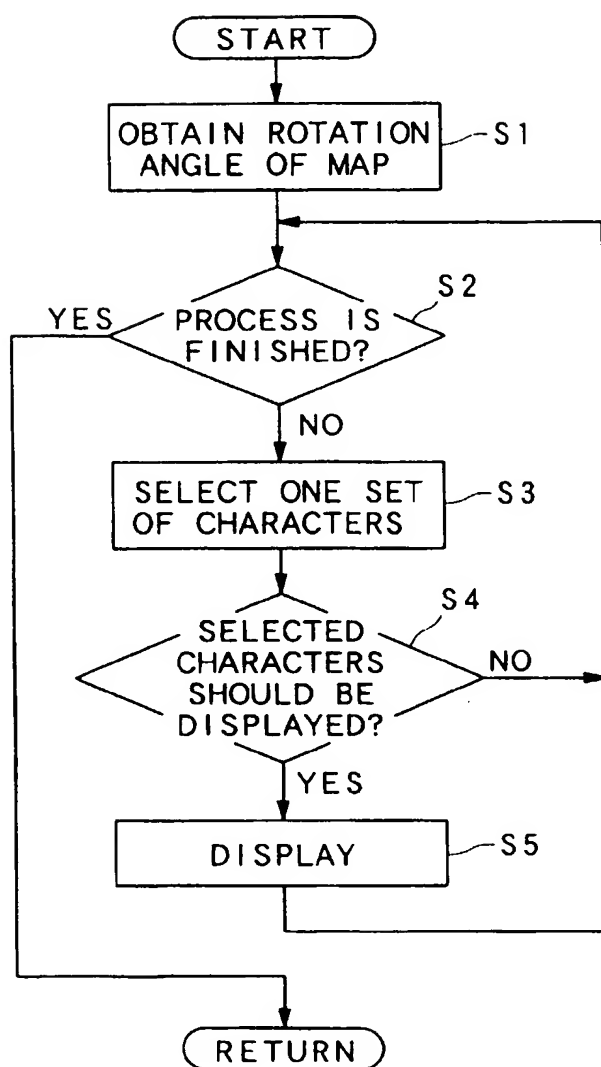 START
OBTAIN ROTATION
ANGLE OF MAP
S1
S2
YES
PROCESS IS
FINISHED?
NO
SELECT ONE SET
OF CHARACTERS
S3
S4
SELECTED
CHARACTERS
SHOULD BE
DISPLAYED?
NO
YES
DISPLAY
S5
RETURN